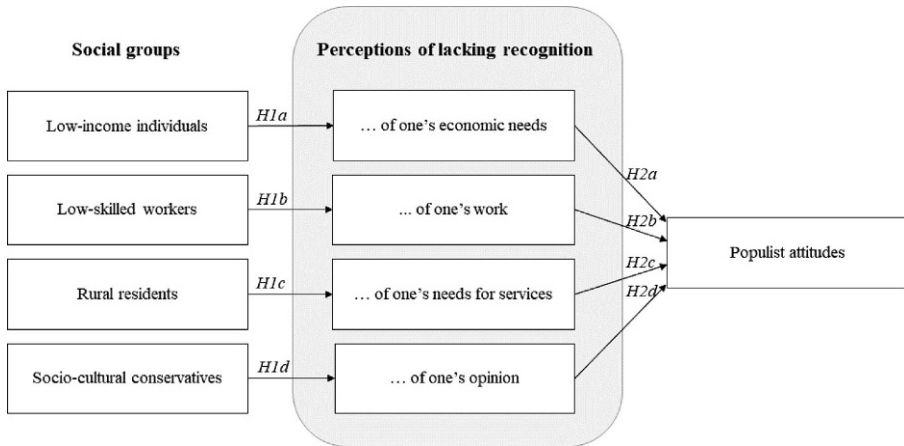 Social groups
Perceptions of lacking recognition
Low-income individuals
H1a
… of one's economic needs
H2a
Low-skilled workers
H1b
... of one's work
H2b
Populist attitudes
Rural residents
H1c
… of one's needs for services
H2c
H2d
Socio-cultural conservatives
H1d
… of one's opinion